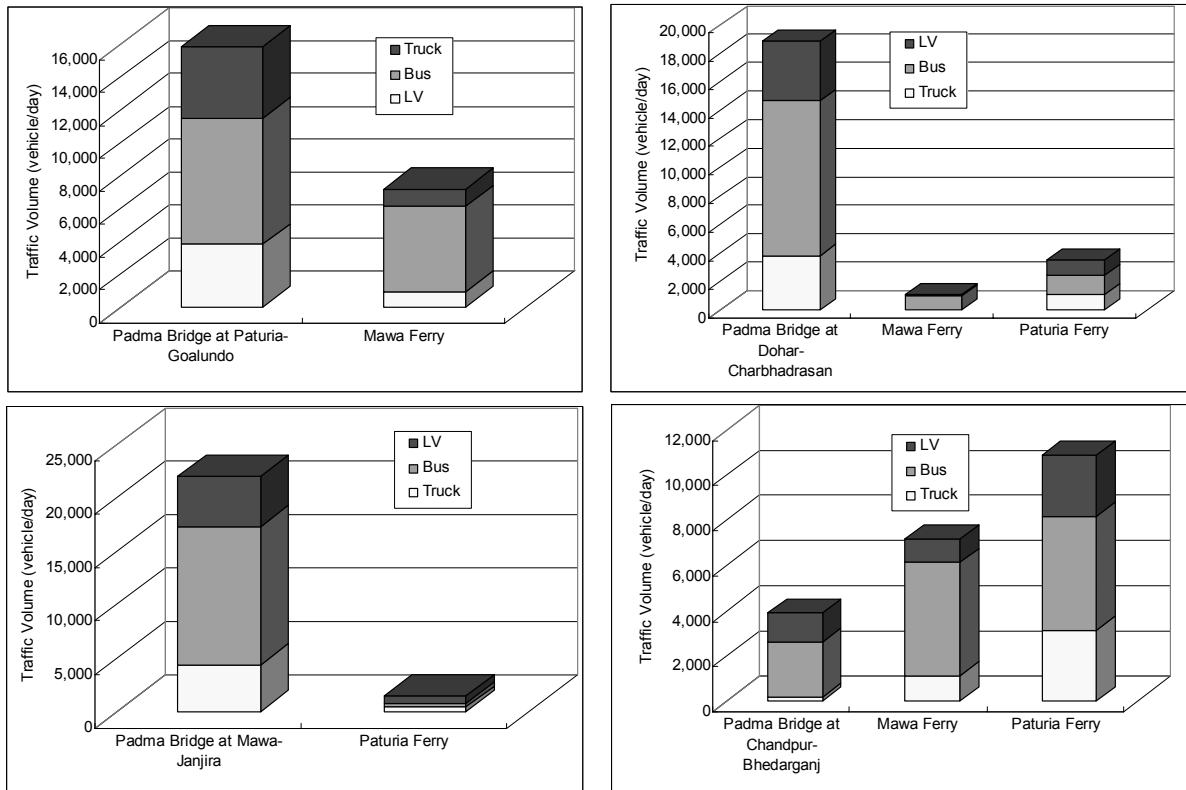 Traffic Volume (vehicle/day)
16,000
14,000
12,000
10,000
8,000
6,000
4,000
2,000
0
Truck
Bus
LV
Padma Bridge at Paturia-
Goalundo
Mawa Ferry
Traffic Volume (vehicle/day)
20,000
18,000
16,000
14,000
12,000
10,000
8,000
6,000
4,000
2,000
0
LV
Bus
Truck
Padma Bridge at
Dohar-
Charbhadrasan
Mawa Ferry
Paturia Ferry
Traffic Volume (vehicle/day)
25,000
20,000
15,000
10,000
5,000
0
LV
Bus
Truck
Padma Bridge at Mawa-
Janjira
Paturia Ferry
Traffic Volume (vehicle/day)
12,000
10,000
8,000
6,000
4,000
2,000
0
LV
Bus
Truck
Padma Bridge at
Chandpur-
Bhedarganj
Mawa Ferry
Paturia Ferry